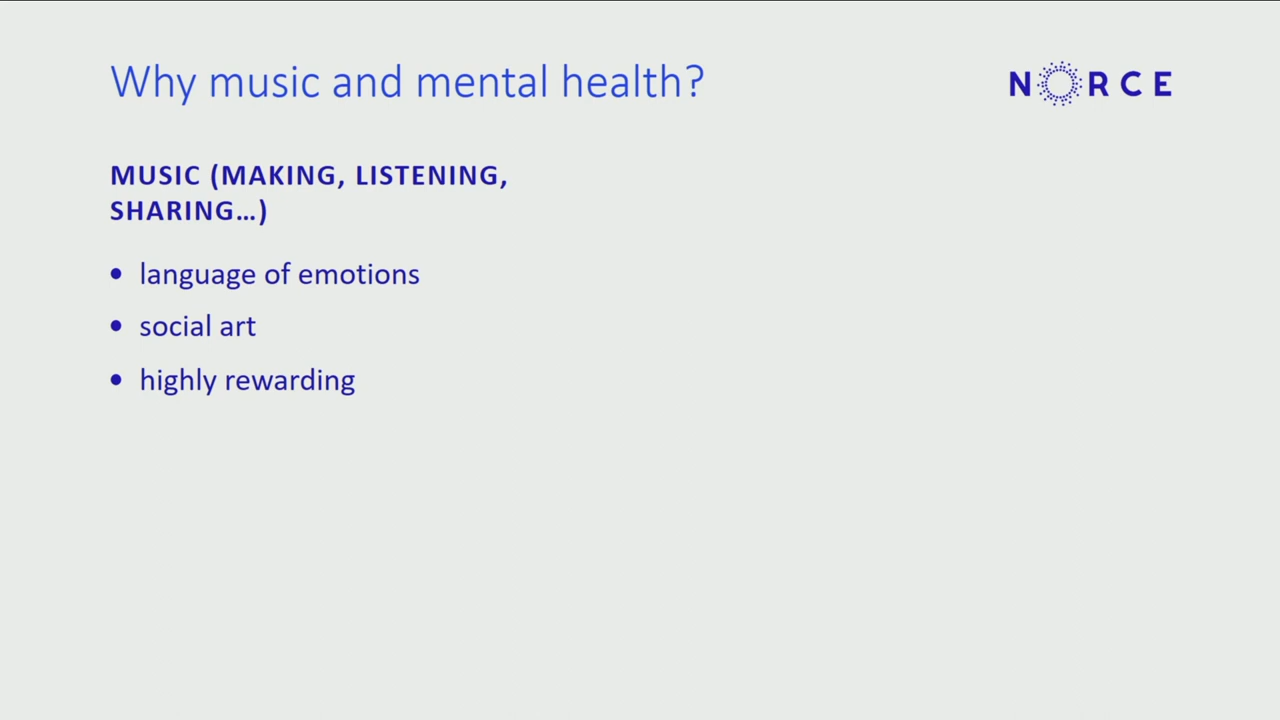 Why music and mental health?
NORCE
MUSIC (MAKING, LISTENING,
SHARING…)
• language of emotions
• social art
• highly rewarding